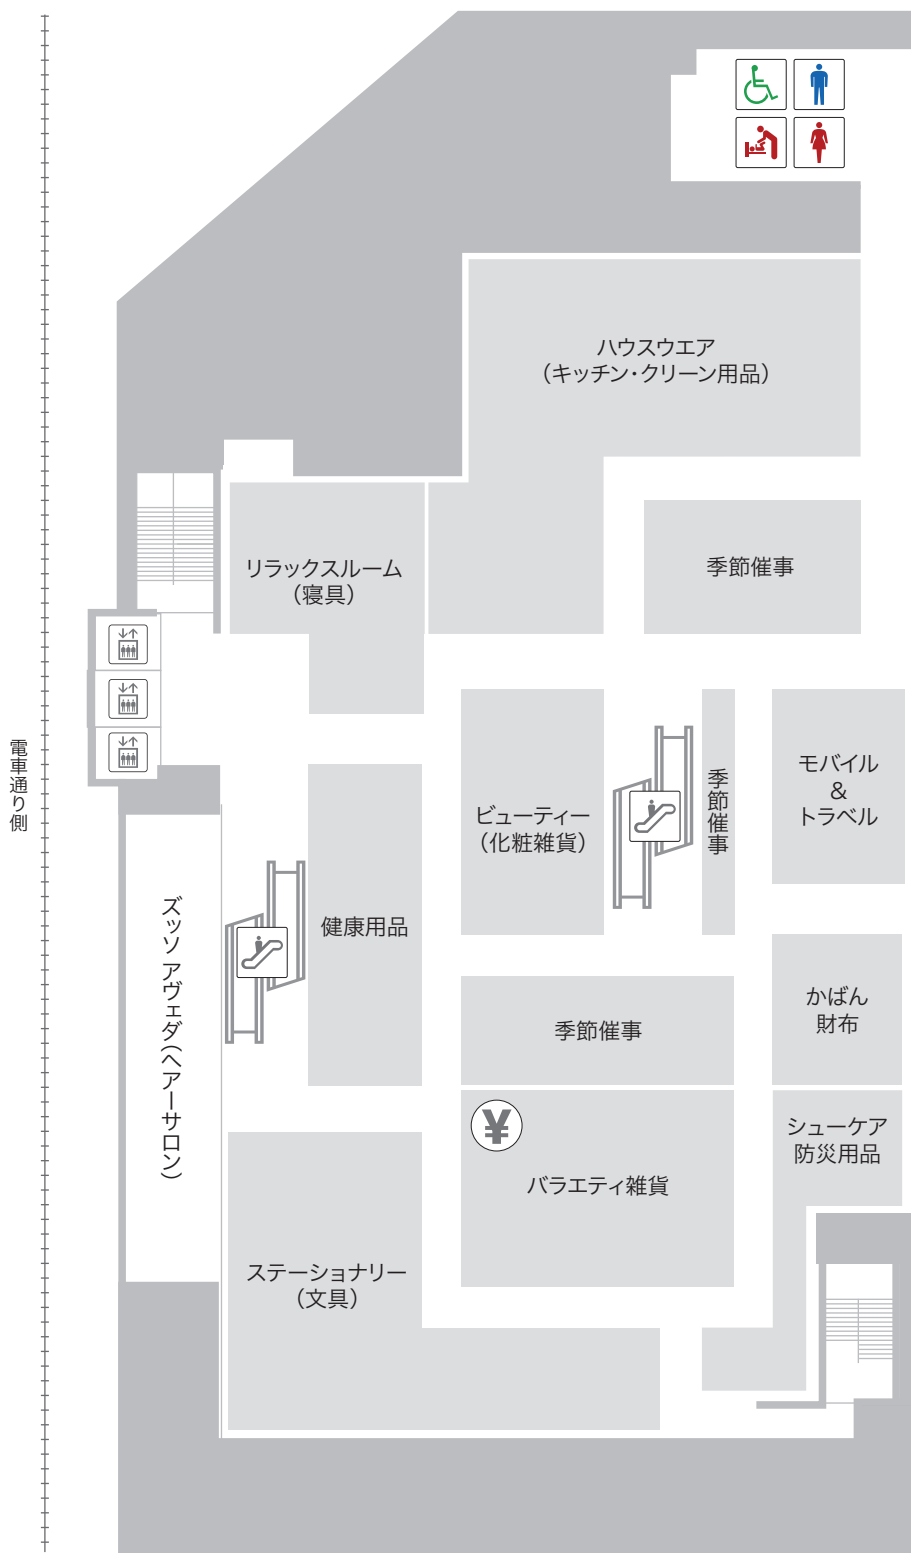 ハウスウエア
（キッチン・クリーン用品）
リラックスルーム
（寝具）
季節催事
電車通り側
ビューティー
（化粧雑貨）
季節催事
モバイル
&
トラベル
ズッソ アヴェダ（ヘアーサロン）
健康用品
季節催事
かばん
財布
¥
バラエティ雑貨
シューケア
防災用品
ステーショナリー
（文具）